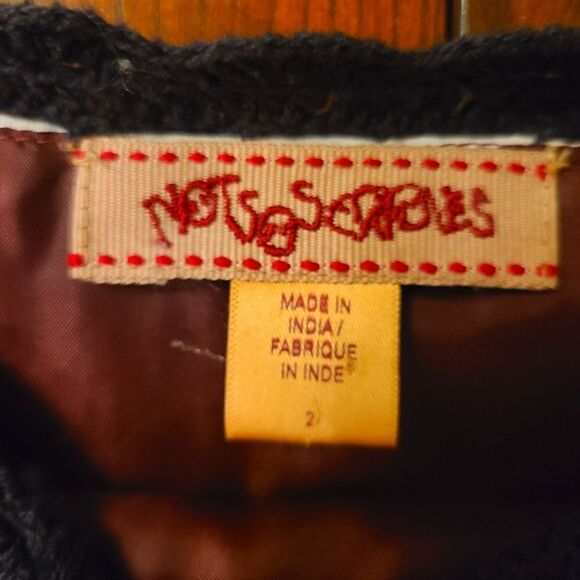 NOTSOSERIOUS
MADE IN
INDIA/
FABRIQUE
IN INDE
2